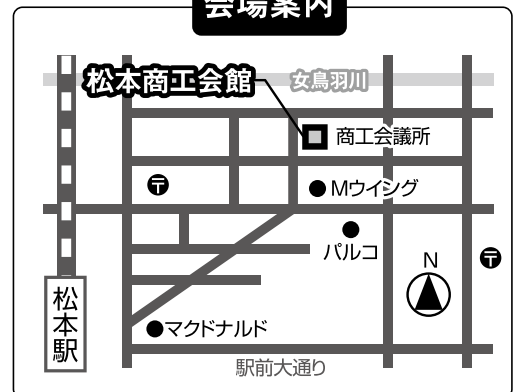 会場案内
松本商工会館
女鳥羽川
商工会議所
〒
Mウイング
パルコ
N
〒
松本駅
マクドナルド
駅前大通り